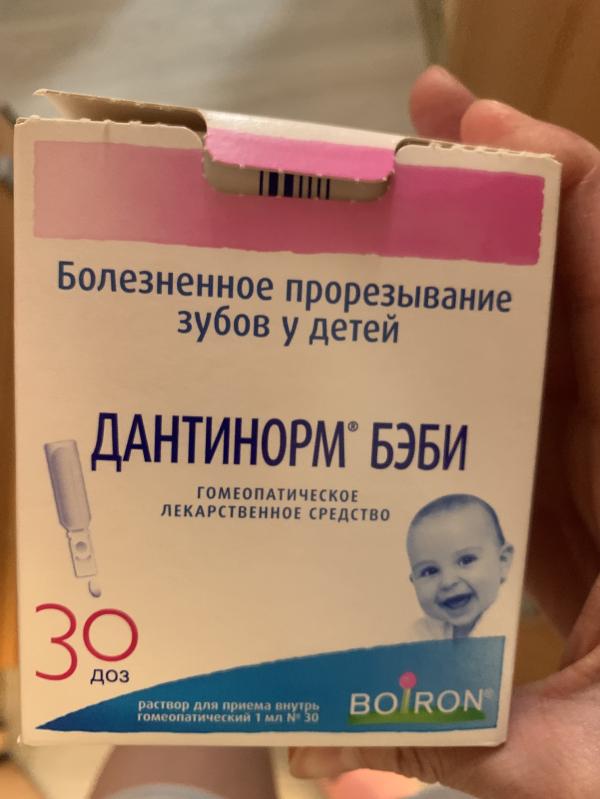 Болезненное прорезывание
зубов у детей
ДАНТИНОРМ® БЭБИ
ГОМЕОПАТИЧЕСКОЕ
ЛЕКАРСТВЕННОЕ СРЕДСТВО
30
доз
раствор для приема внутрь
гомеопатический 1 мл № 30
BOIRON®